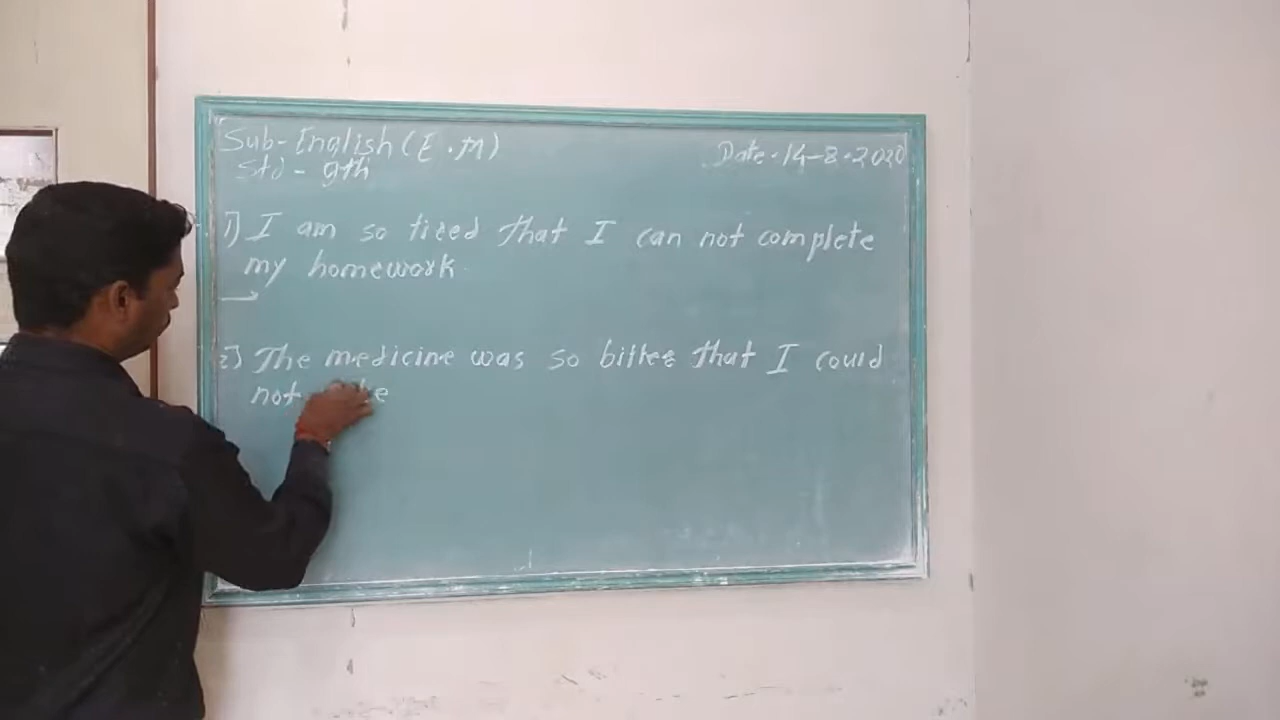 Sub-English (E.M)
Date-14-8-2020
Std - 9th
1) I am so tired that I can not complete
my homework.
2) The medicine was so bitter that I could
not